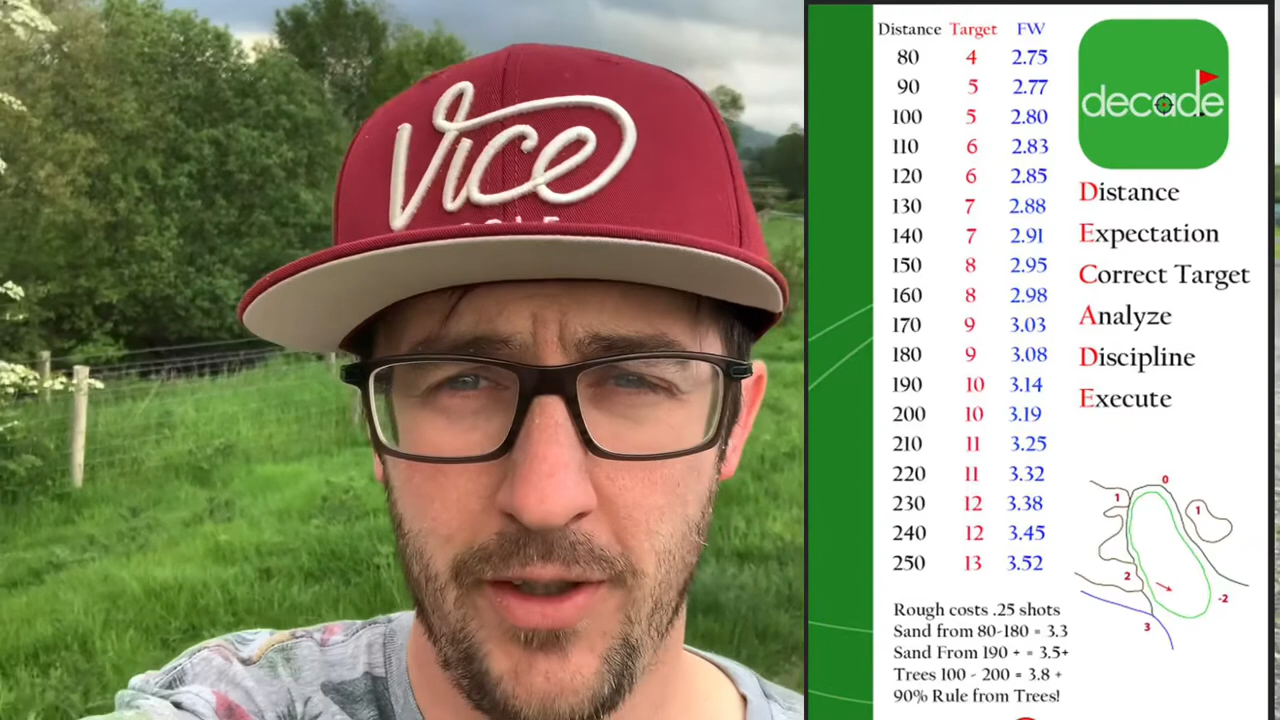 Vice
GOLF
Distance Target FW
80 4 2.75
90 5 2.77
100 5 2.80
110 6 2.83
120 6 2.85
130 7 2.88
140 7 2.91
150 8 2.95
160 8 2.98
170 9 3.03
180 9 3.08
190 10 3.14
200 10 3.19
210 11 3.25
220 11 3.32
230 12 3.38
240 12 3.45
250 13 3.52
Rough costs .25 shots
Sand from 80-180 = 3.3
Sand From 190 + = 3.5+
Trees 100 - 200 = 3.8 +
90% Rule from Trees!
decade
Distance
Expectation
Correct Target
Analyze
Discipline
Execute
0
1
1
2
-2
3